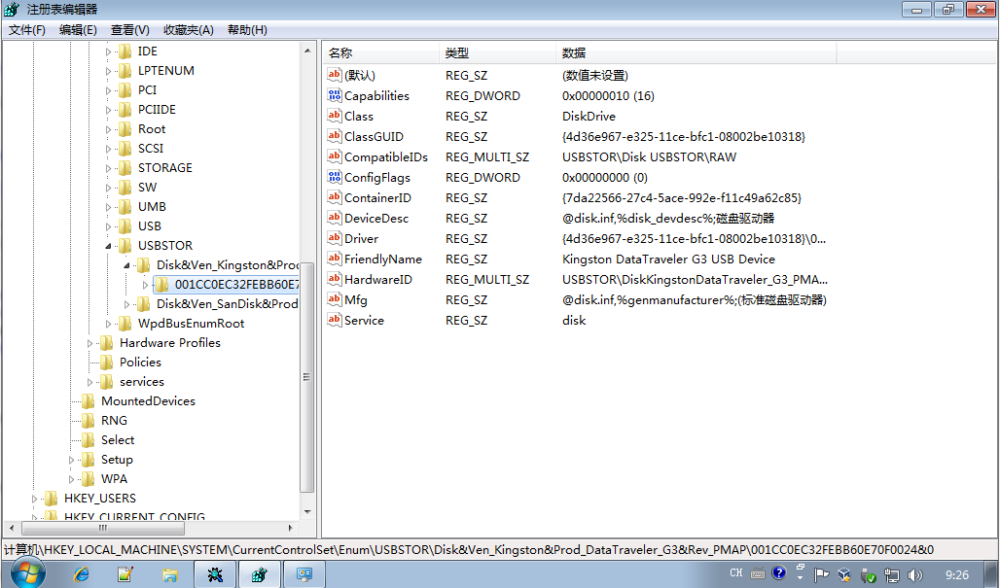 注册表编辑器
文件(F) 编辑(E) 查看(V) 收藏夹(A) 帮助(H)
IDE
LPTENUM
PCI
PCIIDE
Root
SCSI
STORAGE
SW
UMB
USB
USBSTOR
Disk&Ven_Kingston&Proc
001CC0EC32FEBB60E7
Disk&Ven_SanDisk&Prod
WpdBusEnumRoot
Hardware Profiles
Policies
services
MountedDevices
RNG
Select
Setup
WPA
HKEY_USERS
HKEY_CURRENT_CONFIG
名称 类型 数据
(默认) REG_SZ (数值未设置)
Capabilities REG_DWORD 0x00000010 (16)
Class REG_SZ DiskDrive
ClassGUID REG_SZ {4d36e967-e325-11ce-bfc1-08002be10318}
CompatibleIDs REG_MULTI_SZ USBSTOR\Disk USBSTOR\RAW
ConfigFlags REG_DWORD 0x00000000 (0)
ContainerID REG_SZ {7da22566-27c4-5ace-992e-f11c49a62c85}
DeviceDesc REG_SZ @disk.inf,%disk_devdesc%;磁盘驱动器
Driver REG_SZ {4d36e967-e325-11ce-bfc1-08002be10318}\0...
FriendlyName REG_SZ Kingston DataTraveler G3 USB Device
HardwareID REG_MULTI_SZ USBSTOR\DiskKingstonDataTraveler_G3_PMA...
Mfg REG_SZ @disk.inf,%genmanufacturer%;(标准磁盘驱动器)
Service REG_SZ disk
计算机\HKEY_LOCAL_MACHINE\SYSTEM\CurrentControlSet\Enum\USBSTOR\Disk&Ven_Kingston&Prod_DataTraveler_G3&Rev_PMAP\001CC0EC32FEBB60E70F0024&0
CH 9:26